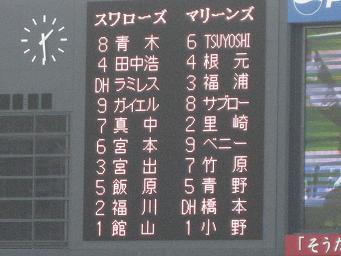 スワローズ マリーンズ
8 青木 6 TSUYOSHI
4 田中浩 4 根元
DH ラミレス 3 福浦
9 ガイエル 8 サブロー
7 真中 2 里崎
6 宮本 9 ベニー
3 宮出 7 竹原
5 飯原 5 青野
2 福川 DH 橋本
1 館山 1 小野
「そうだ